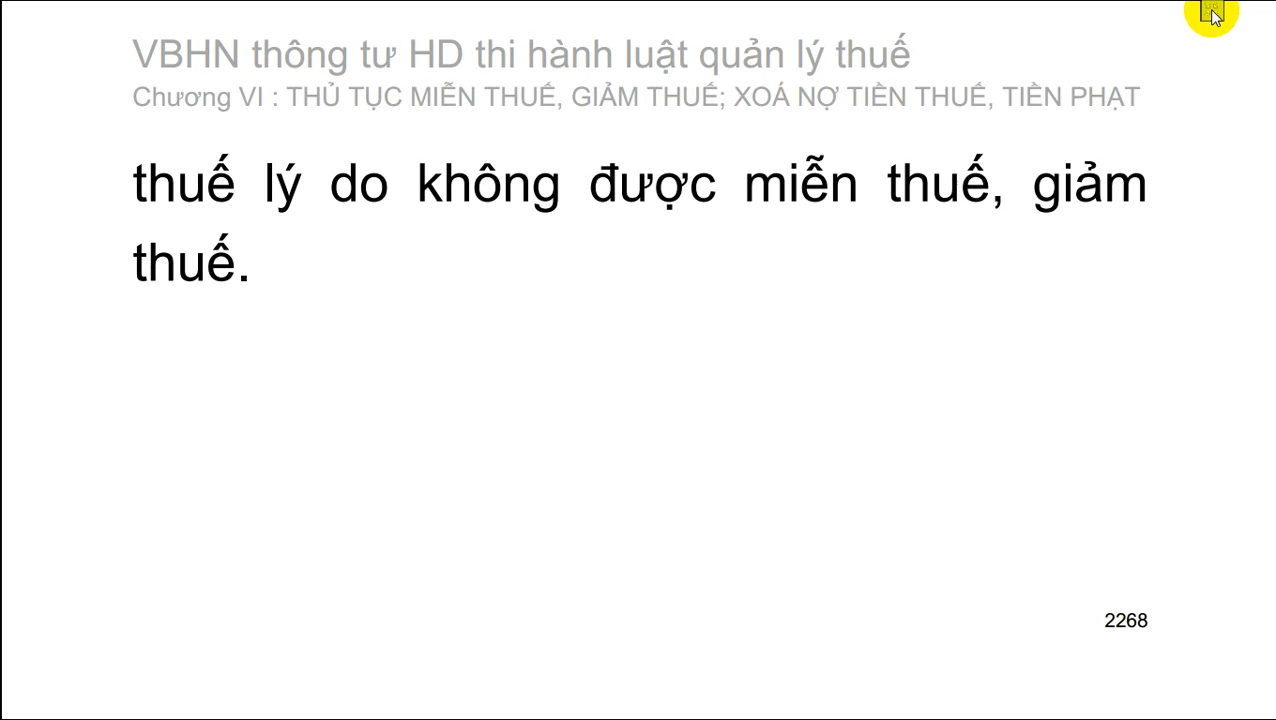 VBHN thông tư HD thi hành luật quản lý thuế
Chương VI : THỦ TỤC MIỄN THUẾ, GIẢM THUẾ; XOÁ NỢ TIỀN THUẾ, TIỀN PHẠT
thuế lý do không được miễn thuế, giảm
thuế.
2268